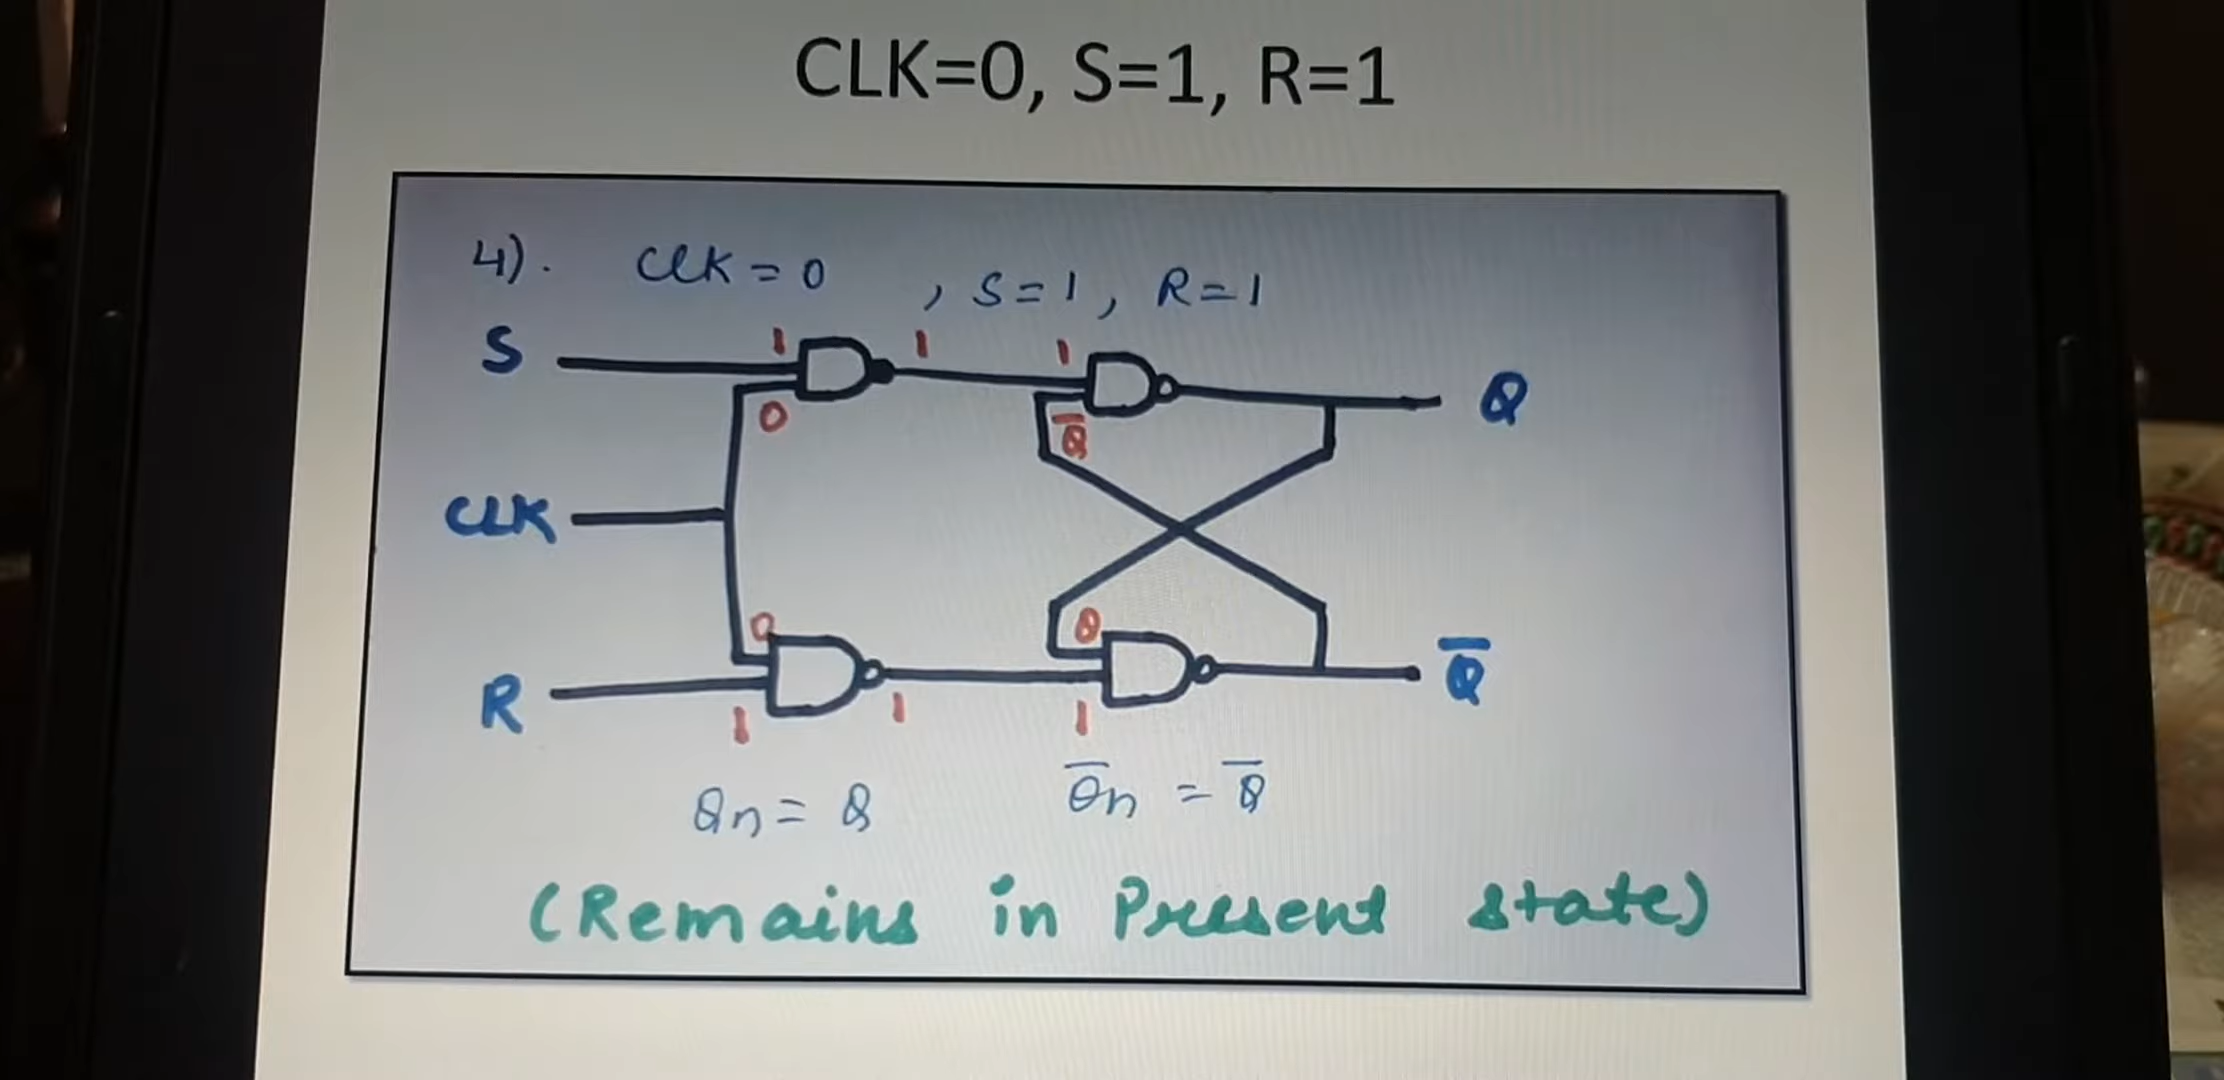 CLK=0, S=1, R=1
4). CLK = 0 , S=1, R=1
S 1 1 1 Q
0 Q̅
CLK
0 Q
R 1 1 1 Q̅
Qn = Q Q̅n = Q̅
(Remains in Present state)